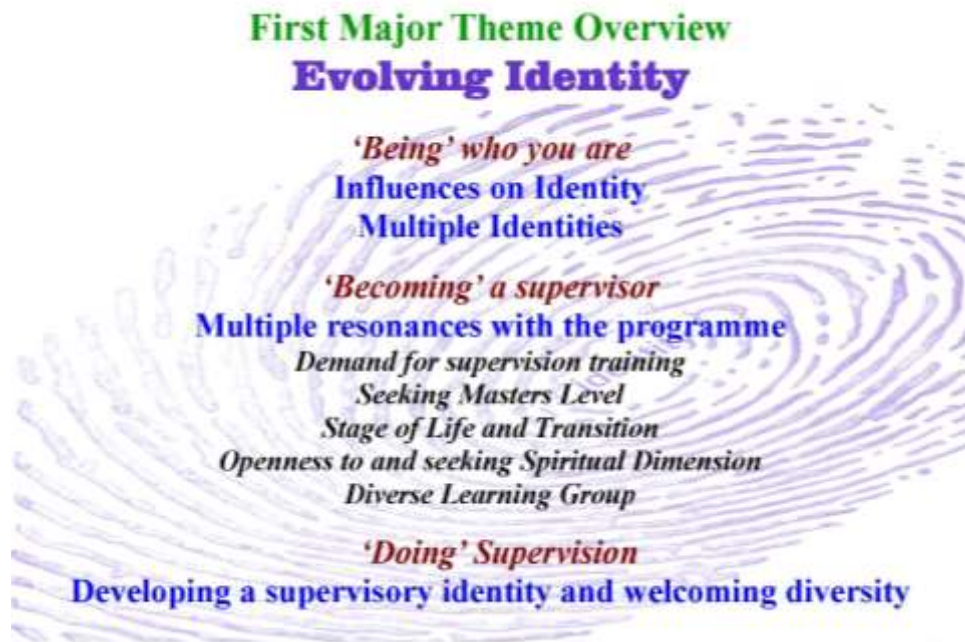 First Major Theme Overview
Evolving Identity
‘Being’ who you are
Influences on Identity
Multiple Identities
‘Becoming’ a supervisor
Multiple resonances with the programme
Demand for supervision training
Seeking Masters Level
Stage of Life and Transition
Openness to and seeking Spiritual Dimension
Diverse Learning Group
‘Doing’ Supervision
Developing a supervisory identity and welcoming diversity